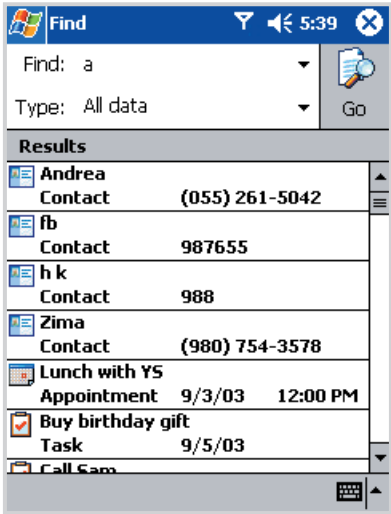 Find 5:39
Find: a
Type: All data
Go
Results
Andrea
Contact (055) 261-5042
fb
Contact 987655
h k
Contact 988
Zima
Contact (980) 754-3578
Lunch with YS
Appointment 9/3/03 12:00 PM
Buy birthday gift
Task 9/5/03
Call Sam